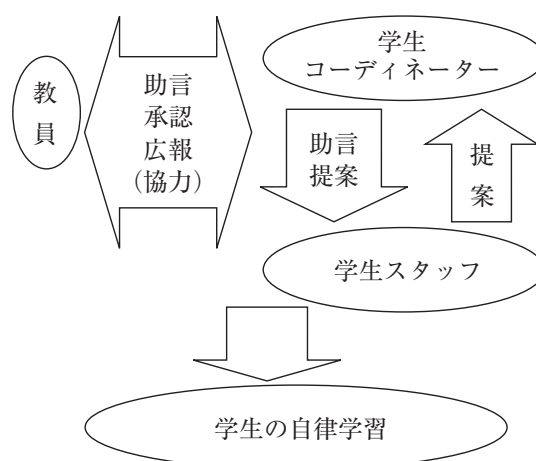 教
員
助言
承認
広報
（協力）
学生
コーディネーター
助言
提案
提
案
学生スタッフ
学生の自律学習